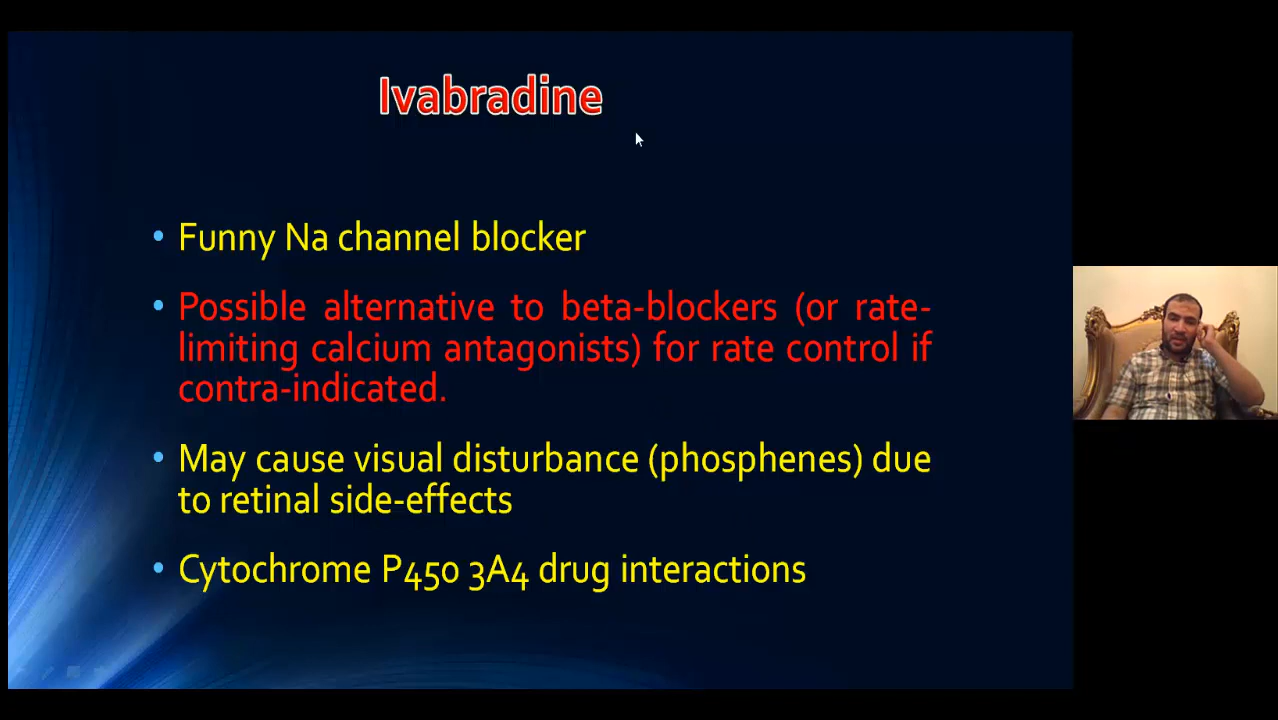 Ivabradine
• Funny Na channel blocker
• Possible alternative to beta-blockers (or rate-
limiting calcium antagonists) for rate control if
contra-indicated.
• May cause visual disturbance (phosphenes) due
to retinal side-effects
• Cytochrome P450 3A4 drug interactions